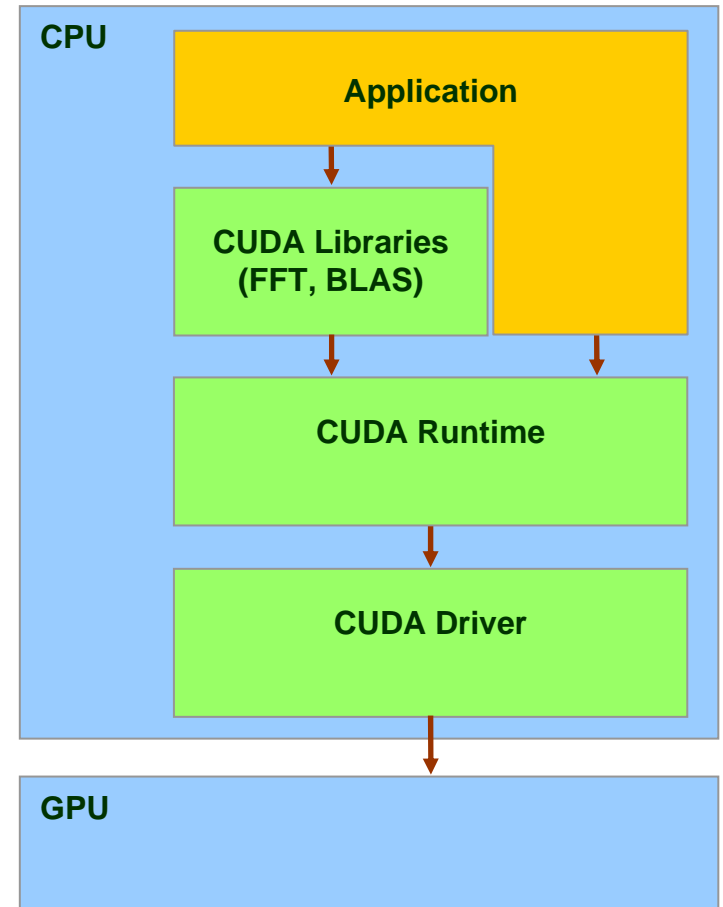 CPU
Application
CUDA Libraries
(FFT, BLAS)
CUDA Runtime
CUDA Driver
GPU